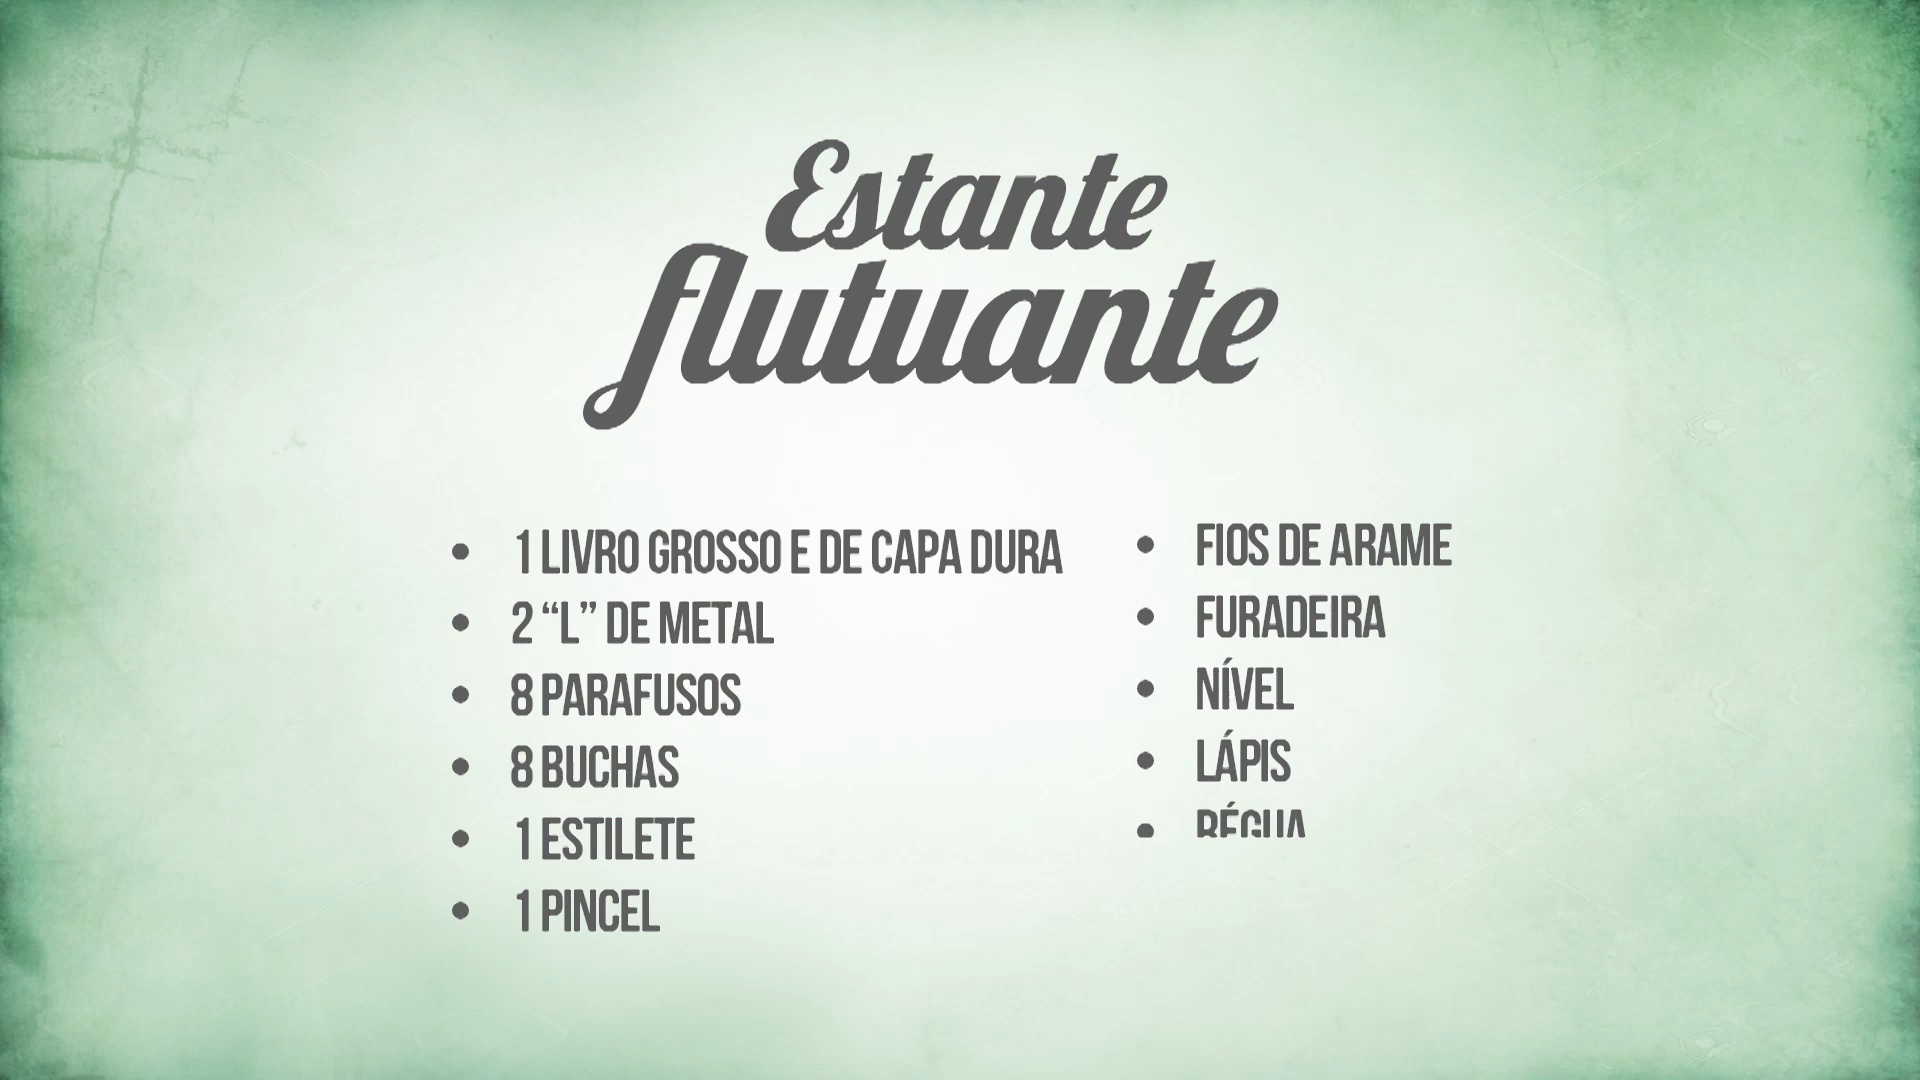 Estante
flutuante
• 1 LIVRO GROSSO E DE CAPA DURA
• 2 “L” DE METAL
• 8 PARAFUSOS
• 8 BUCHAS
• 1 ESTILETE
• 1 PINCEL
• FIOS DE ARAME
• FURADEIRA
• NÍVEL
• LÁPIS
• RÉGUA